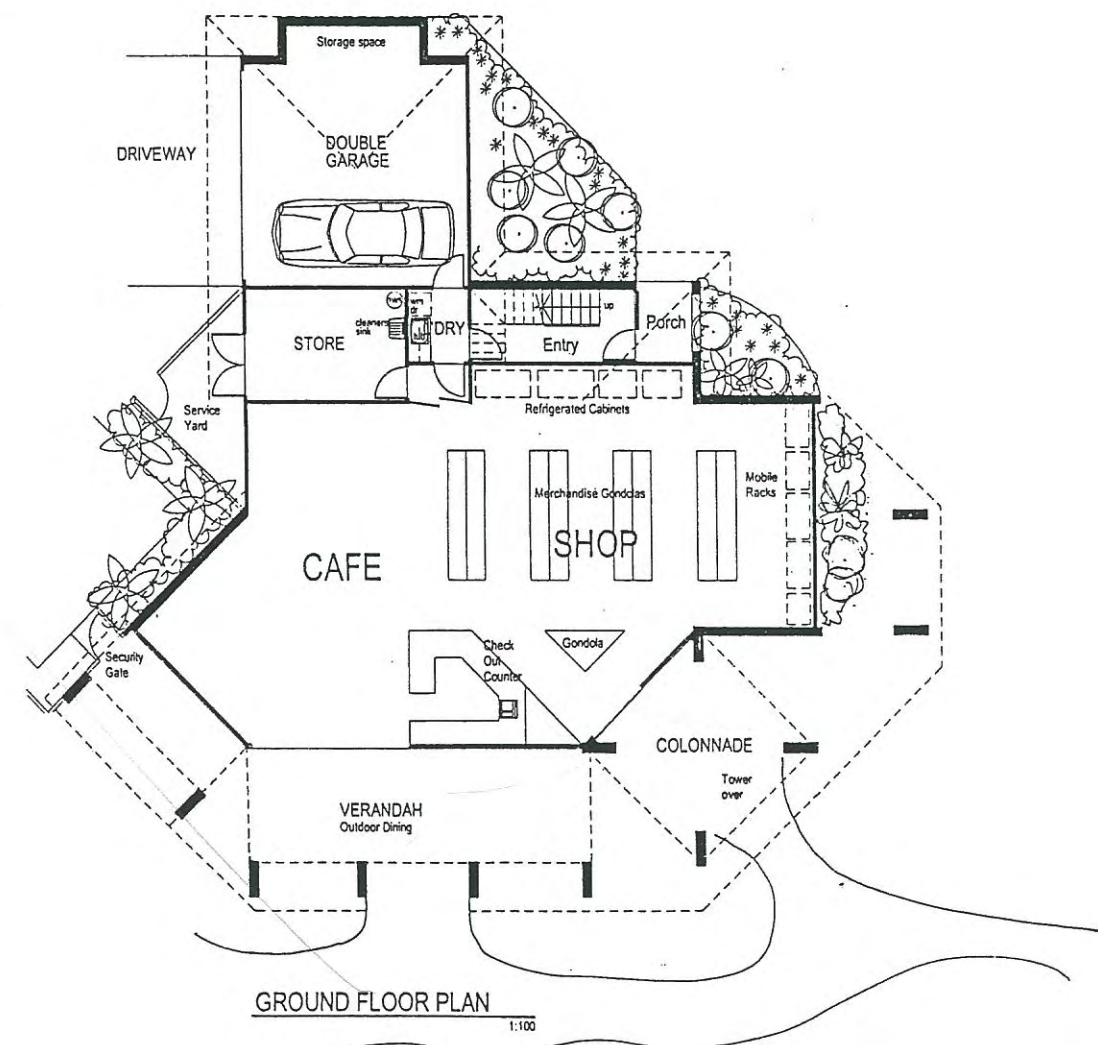 Storage space
DRIVEWAY
DOUBLE
GARAGE
STORE
cleaners
sink
wm
dr
DRY
up
Entry
Porch
Service
Yard
Refrigerated Cabinets
Merchandise Gondolas
Mobile
Racks
CAFE
SHOP
Security
Gate
Check
Out
Counter
Gondola
COLONNADE
Tower
over
VERANDAH
Outdoor Dining
GROUND FLOOR PLAN
1:100